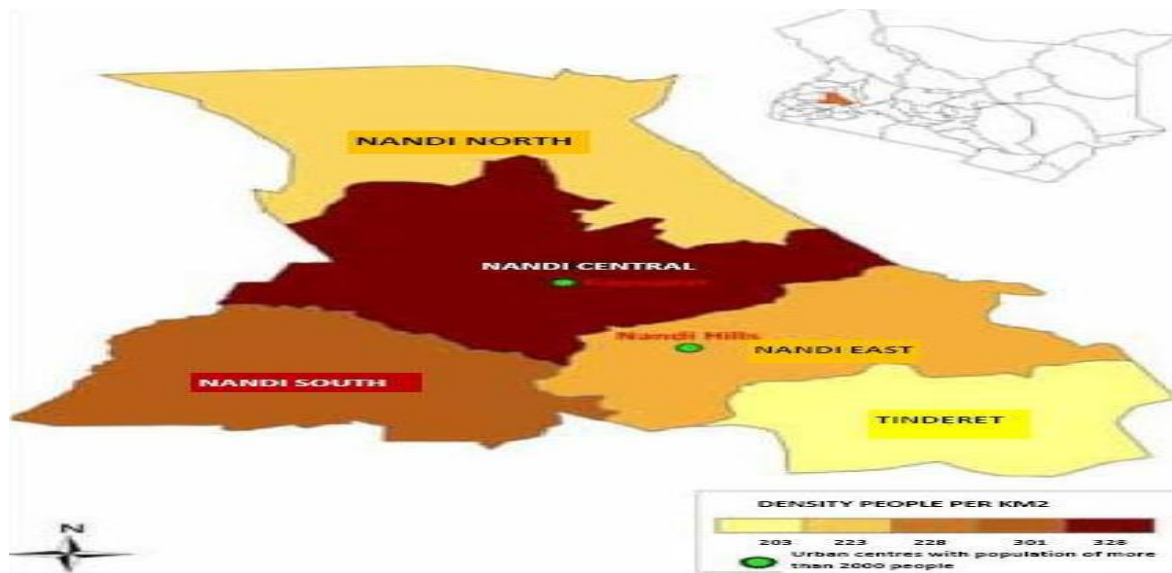 NANDI NORTH
NANDI CENTRAL
Nandi Hills
NANDI EAST
NANDI SOUTH
TINDERET
DENSITY PEOPLE PER KM2
203 223 228 301 328
Urban centres with population of more
than 2000 people
N